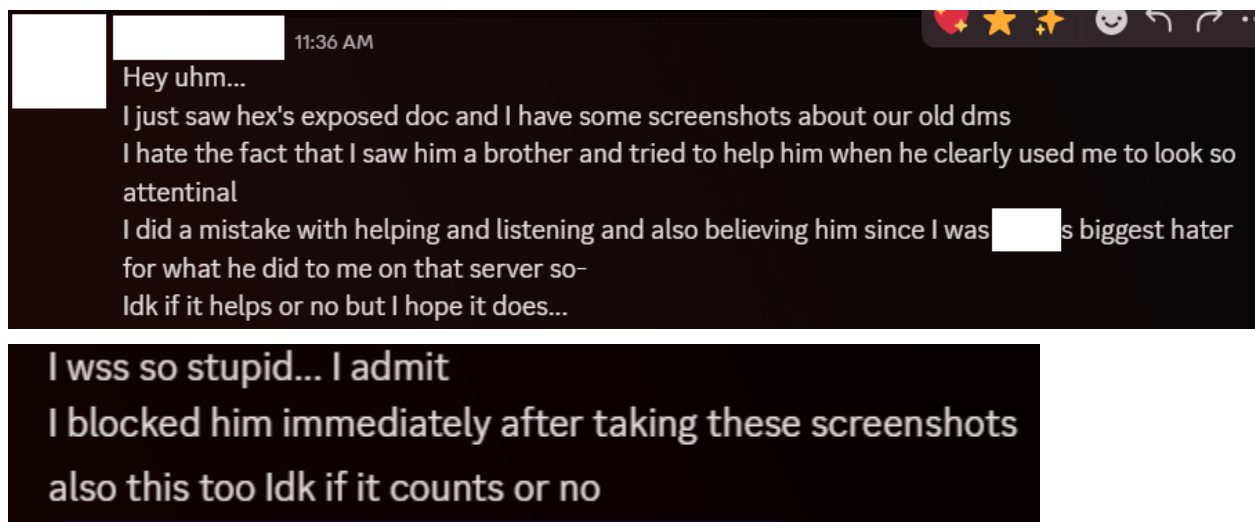 11:36 AM
Hey uhm...
I just saw hex's exposed doc and I have some screenshots about our old dms
I hate the fact that I saw him a brother and tried to help him when he clearly used me to look so
attentinal
I did a mistake with helping and listening and also believing him since I was s biggest hater
for what he did to me on that server so-
Idk if it helps or no but I hope it does...
I wss so stupid... I admit
I blocked him immediately after taking these screenshots
also this too Idk if it counts or no